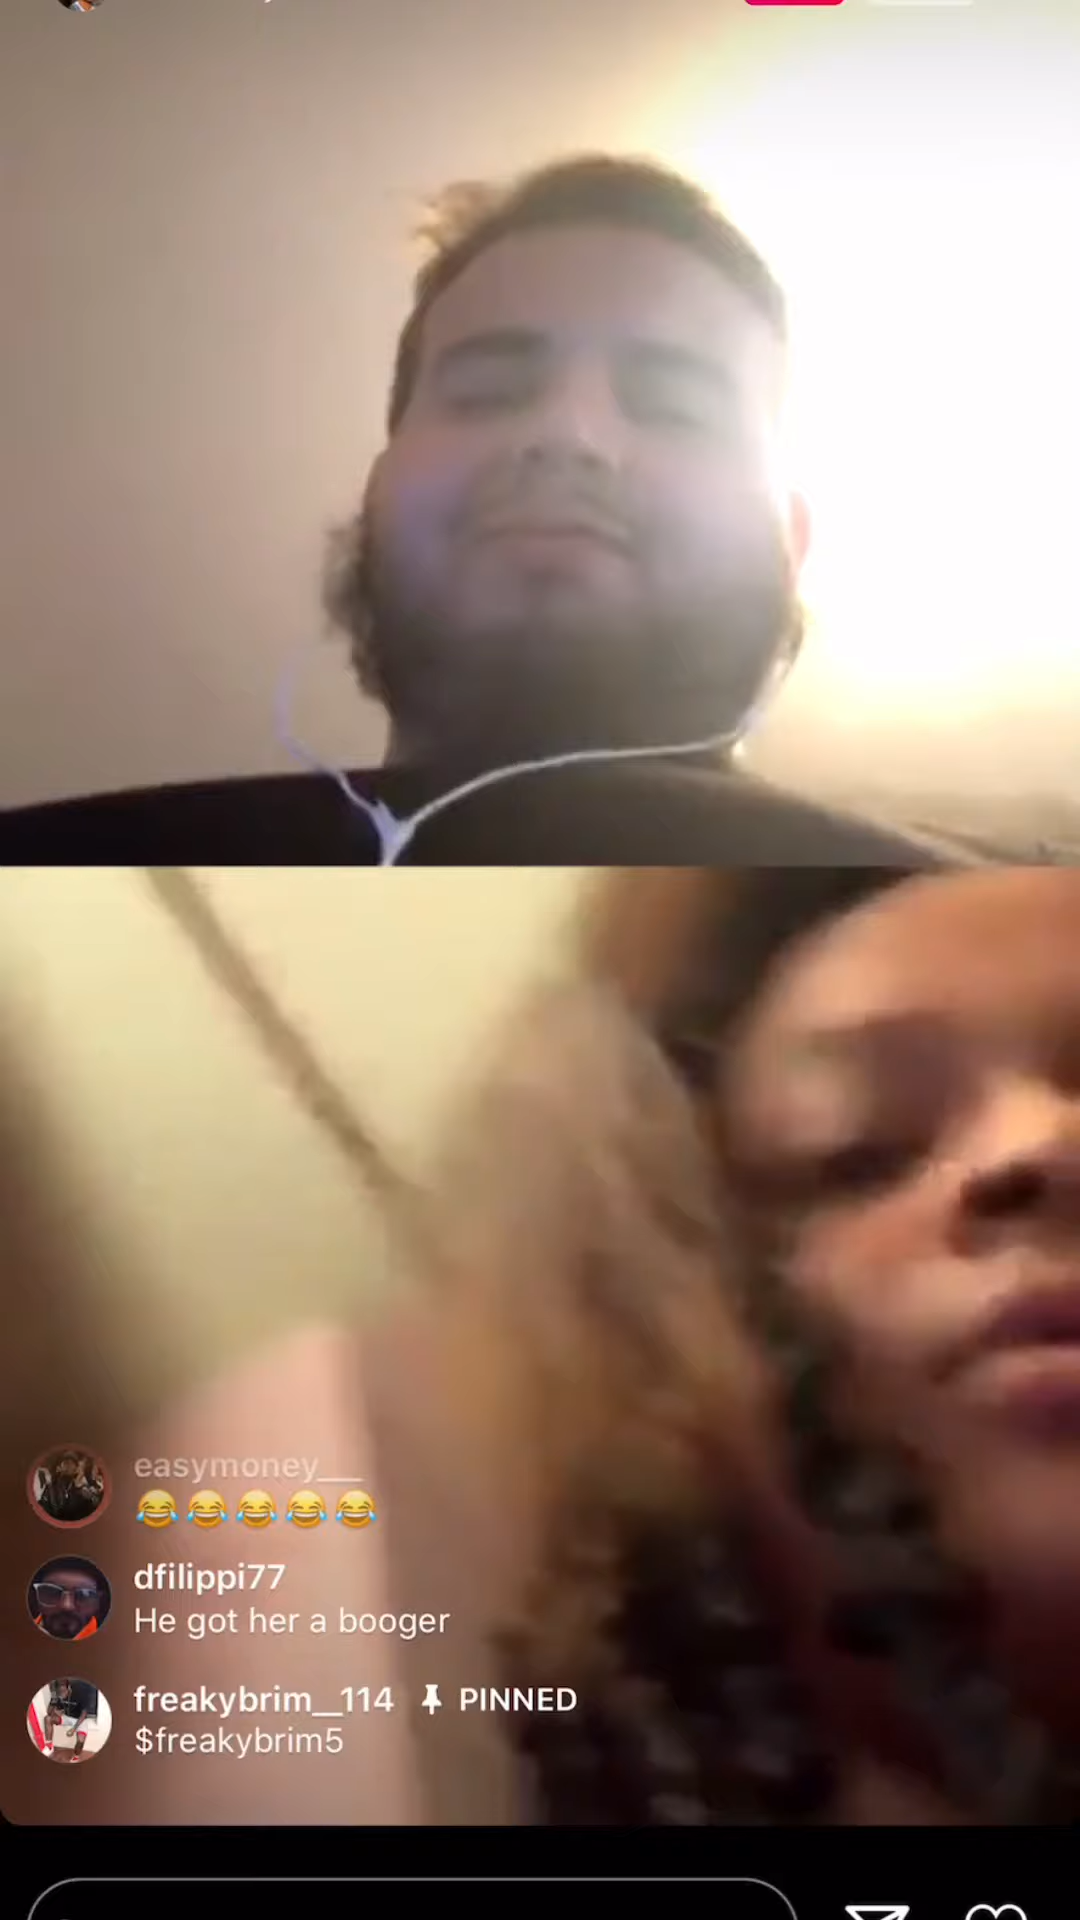 easymoney___
😂😂😂😂😂
dfilippi77
He got her a booger
freakybrim__114 PINNED
$freakybrim5